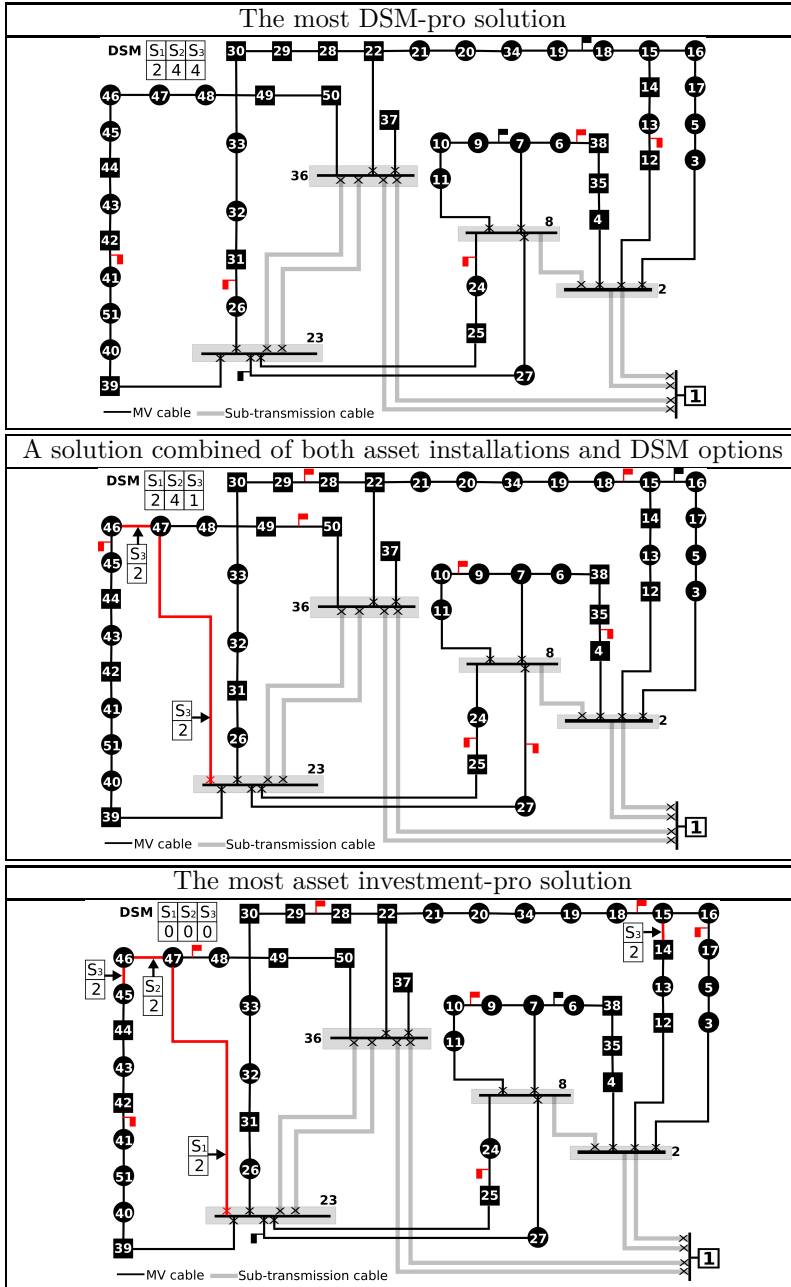 The most DSM-pro solution
DSM S1 S2 S3
2 4 4
30 29 28 22 21 20 34 19 18 15 16
46 47 48 49 50 14 17
37
45 13 5
33 10 9 7 6 38
44 12 3
36 11 35
43 32 4
42 8
31
41 24 2
26
51
25
40 23
39 27 1
MV cable Sub-transmission cable
A solution combined of both asset installations and DSM options
DSM S1 S2 S3
2 4 1
30 29 28 22 21 20 34 19 18 15 16
46 47 48 49 50 14 17
37
45 S3 13 5
2
33 10 9 7 6 38
44 12 3
36 11 35
43 32 4
42 8
31
41 S3 24 2
2
26
51
25
40 23
39 27 1
MV cable Sub-transmission cable
The most asset investment-pro solution
DSM S1 S2 S3
0 0 0
30 29 28 22 21 20 34 19 18 15 16
S3
2
46 47 48 49 50 14 17
S3 S2 37
2 2
45 13 5
33 10 9 7 6 38
44 12 3
36 11 35
43 32 4
42 8
31
41 S1 24 2
2
26
51
25
40 23
39 27 1
MV cable Sub-transmission cable